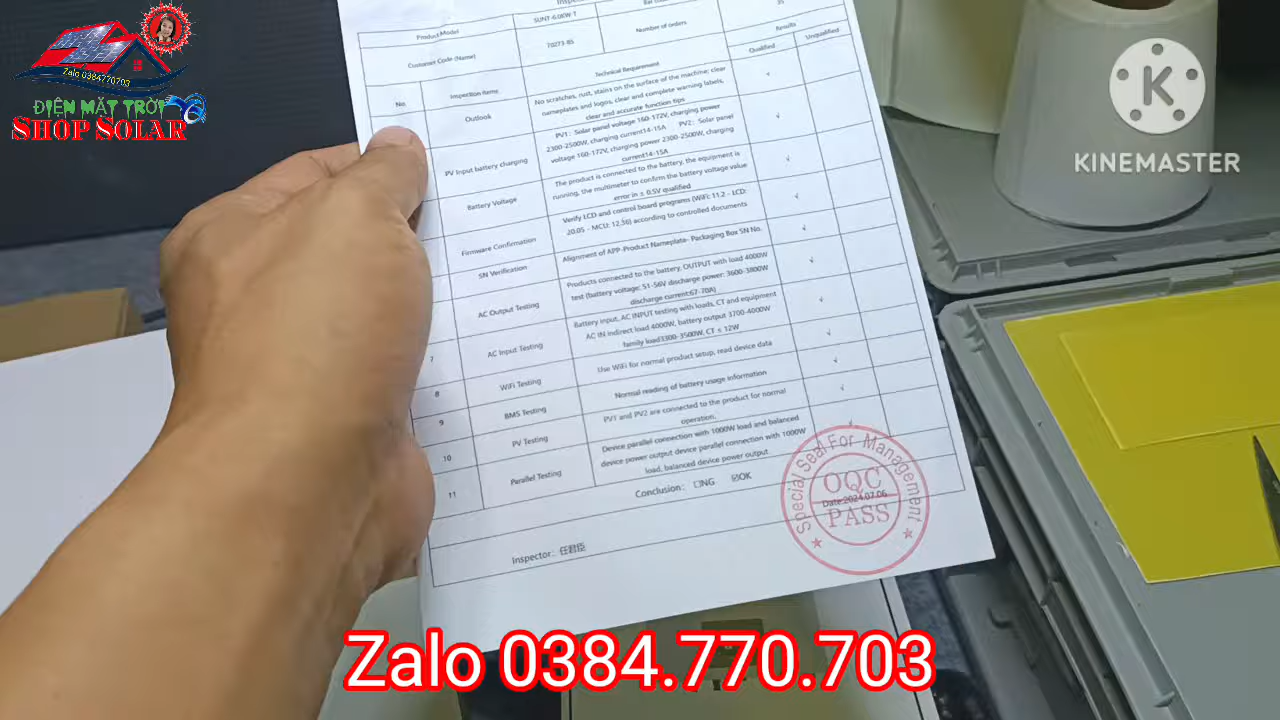 Zalo 0384770703
ĐIỆN MẶT TRỜI
SHOP SOLAR
KINEMASTER
Product Model
SUNT-6.0KW-T
Customer Code (Name)
70273-85
Number of orders
35
Results
No.
Inspection Items
Technical Requirement
Qualified
Unqualified
Outlook
No scratches, rust, stains on the surface of the machine; clear
nameplates and logos, clear and complete warning labels,
clear and accurate function tips
√
PV Input battery charging
PV1: Solar panel voltage 160-172V, charging power
2300-2500W, charging current14-15A PV2: Solar panel
voltage 160-172V, charging power 2300-2500W, charging
current14-15A
√
Battery Voltage
The product is connected to the battery, the equipment is
running, the multimeter to confirm the battery voltage value
error in ± 0.5V qualified
√
Firmware Confirmation
Verify LCD and control board programs (WiFi: 11.2 - LCD:
20.05 - MCU: 12.56) according to controlled documents
√
SN Verification
Alignment of APP-Product Nameplate- Packaging Box SN No.
√
AC Output Testing
Products connected to the battery, OUTPUT with load 4000W
test (battery voltage: 51-56V discharge power: 3600-3800W
discharge current:67-70A)
√
7
AC Input Testing
Battery input, AC INPUT testing with loads, CT and equipment
AC IN indirect load 4000W, battery output 3700-4000W
family load3300-3500W, CT ± 12W
√
8
WiFi Testing
Use WiFi for normal product setup, read device data
√
9
BMS Testing
Normal reading of battery usage information
√
10
PV Testing
PV1 and PV2 are connected to the product for normal
operation.
√
11
Parallel Testing
Device parallel connection with 1000W load and balanced
device power output device parallel connection with 1000W
load, balanced device power output.
√
Conclusion: ☐NG ☑OK
Inspector: 任君臣
Special Seal For Management
OQC
Date:2024.07.06
PASS
Zalo 0384.770.703